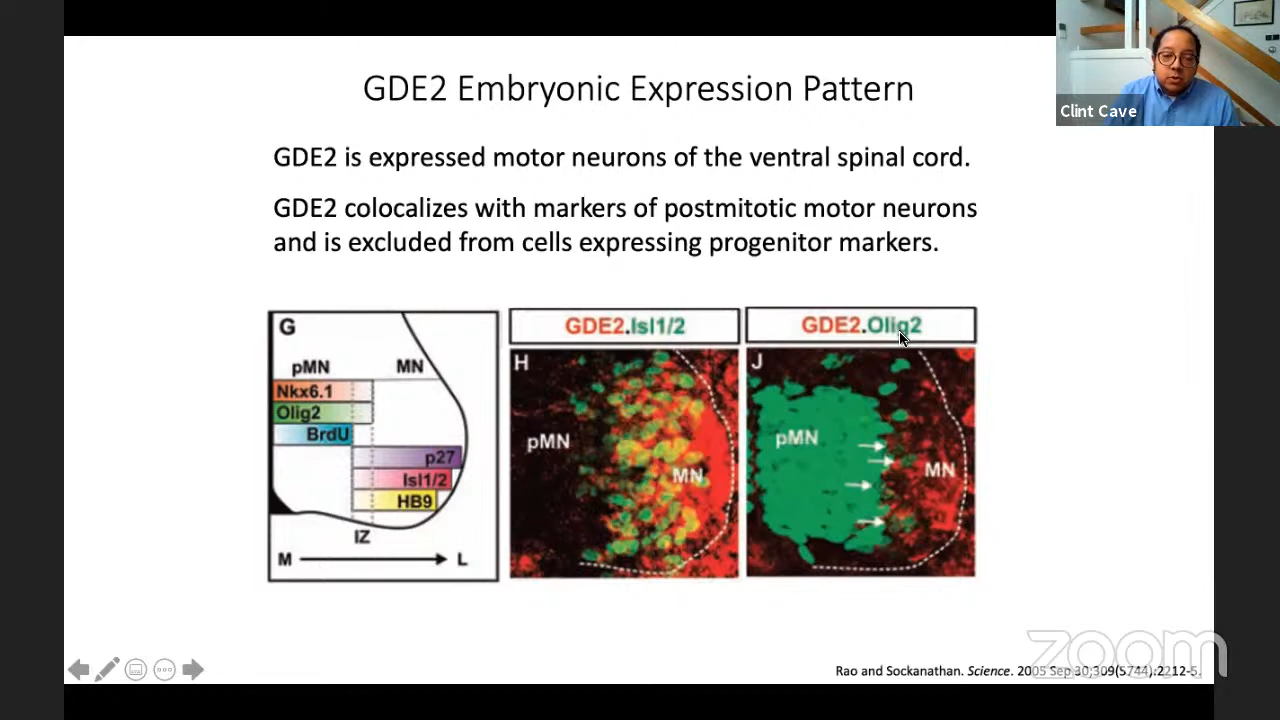 GDE2 Embryonic Expression Pattern
Clint Cave
GDE2 is expressed motor neurons of the ventral spinal cord.
GDE2 colocalizes with markers of postmitotic motor neurons
and is excluded from cells expressing progenitor markers.
G
pMN MN
Nkx6.1
Olig2
BrdU
p27
Isl1/2
HB9
IZ
M L
GDE2.Isl1/2
H
pMN
MN
GDE2.Olig2
J
pMN
MN
zoom
Rao and Sockanathan. Science. 2005 Sep 30;309(5744):2212-5.